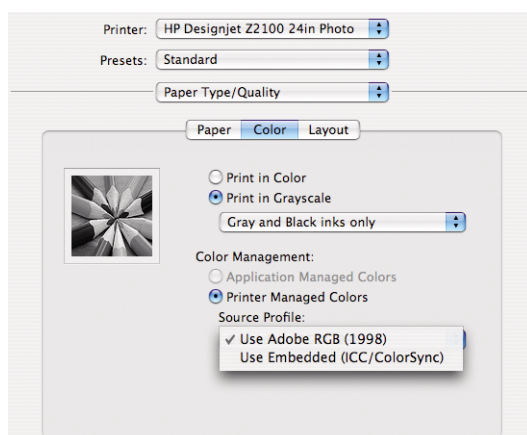 Printer: HP Designjet Z2100 24in Photo
Presets: Standard
Paper Type/Quality
Paper Color Layout
Print in Color
Print in Grayscale
Gray and Black inks only
Color Management:
Application Managed Colors
Printer Managed Colors
Source Profile:
✓ Use Adobe RGB (1998)
Use Embedded (ICC/ColorSync)